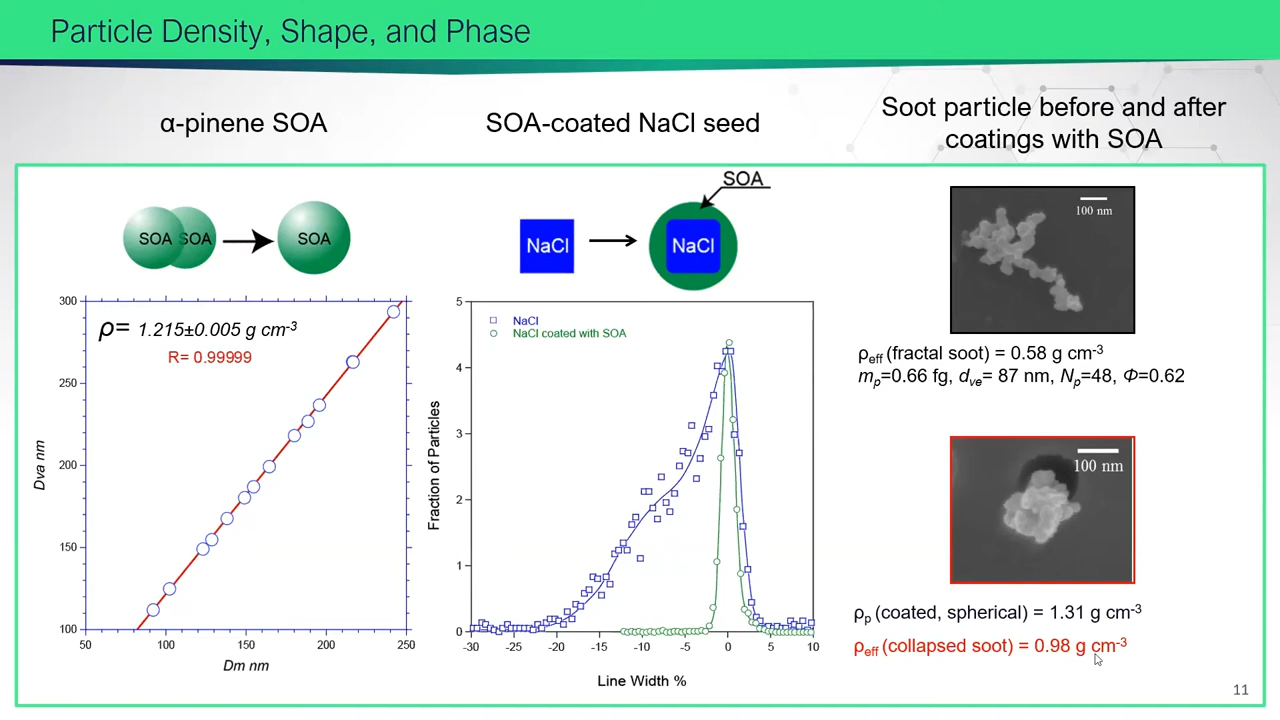 Particle Density, Shape, and Phase
α-pinene SOA
SOA-coated NaCl seed
Soot particle before and after
coatings with SOA
SOA SOA
SOA
SOA
NaCl
NaCl
ρ= 1.215±0.005 g cm-3
R= 0.99999
300
250
200
150
100
50
100
150
200
250
Dva nm
Dm nm
NaCl
NaCl coated with SOA
5
4
3
2
1
0
-30
-25
-20
-15
-10
-5
0
5
10
Fraction of Particles
Line Width %
100 nm
ρeff (fractal soot) = 0.58 g cm-3
mp=0.66 fg, dve= 87 nm, Np=48, Φ=0.62
100 nm
ρp (coated, spherical) = 1.31 g cm-3
ρeff (collapsed soot) = 0.98 g cm-3
11